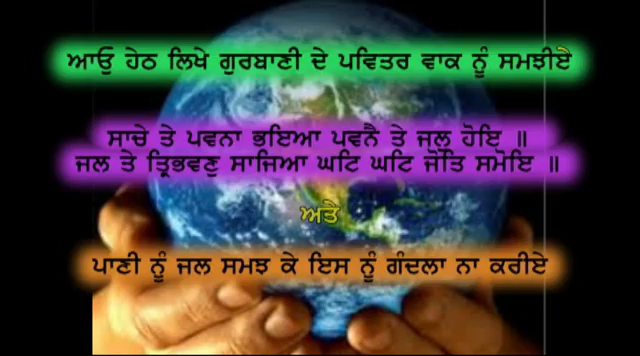 ਆਓੁ ਹੇਠ ਲਿਖੇ ਗੁਰਬਾਣੀ ਦੇ ਪਵਿਤਰ ਵਾਕ ਨੂੰ ਸਮਝੀਏ
ਸਾਚੇ ਤੇ ਪਵਨਾ ਭਇਆ ਪਵਨੈ ਤੇ ਜਲੁ ਹੋਇ ॥
ਜਲ ਤੇ ਤ੍ਰਿਭਵਣੁ ਸਾਜਿਆ ਘਟਿ ਘਟਿ ਜੋਤਿ ਸਮੋਇ ॥
ਅਤੇ
ਪਾਣੀ ਨੂੰ ਜਲ ਸਮਝ ਕੇ ਇਸ ਨੂੰ ਗੰਦਲਾ ਨਾ ਕਰੀਏ